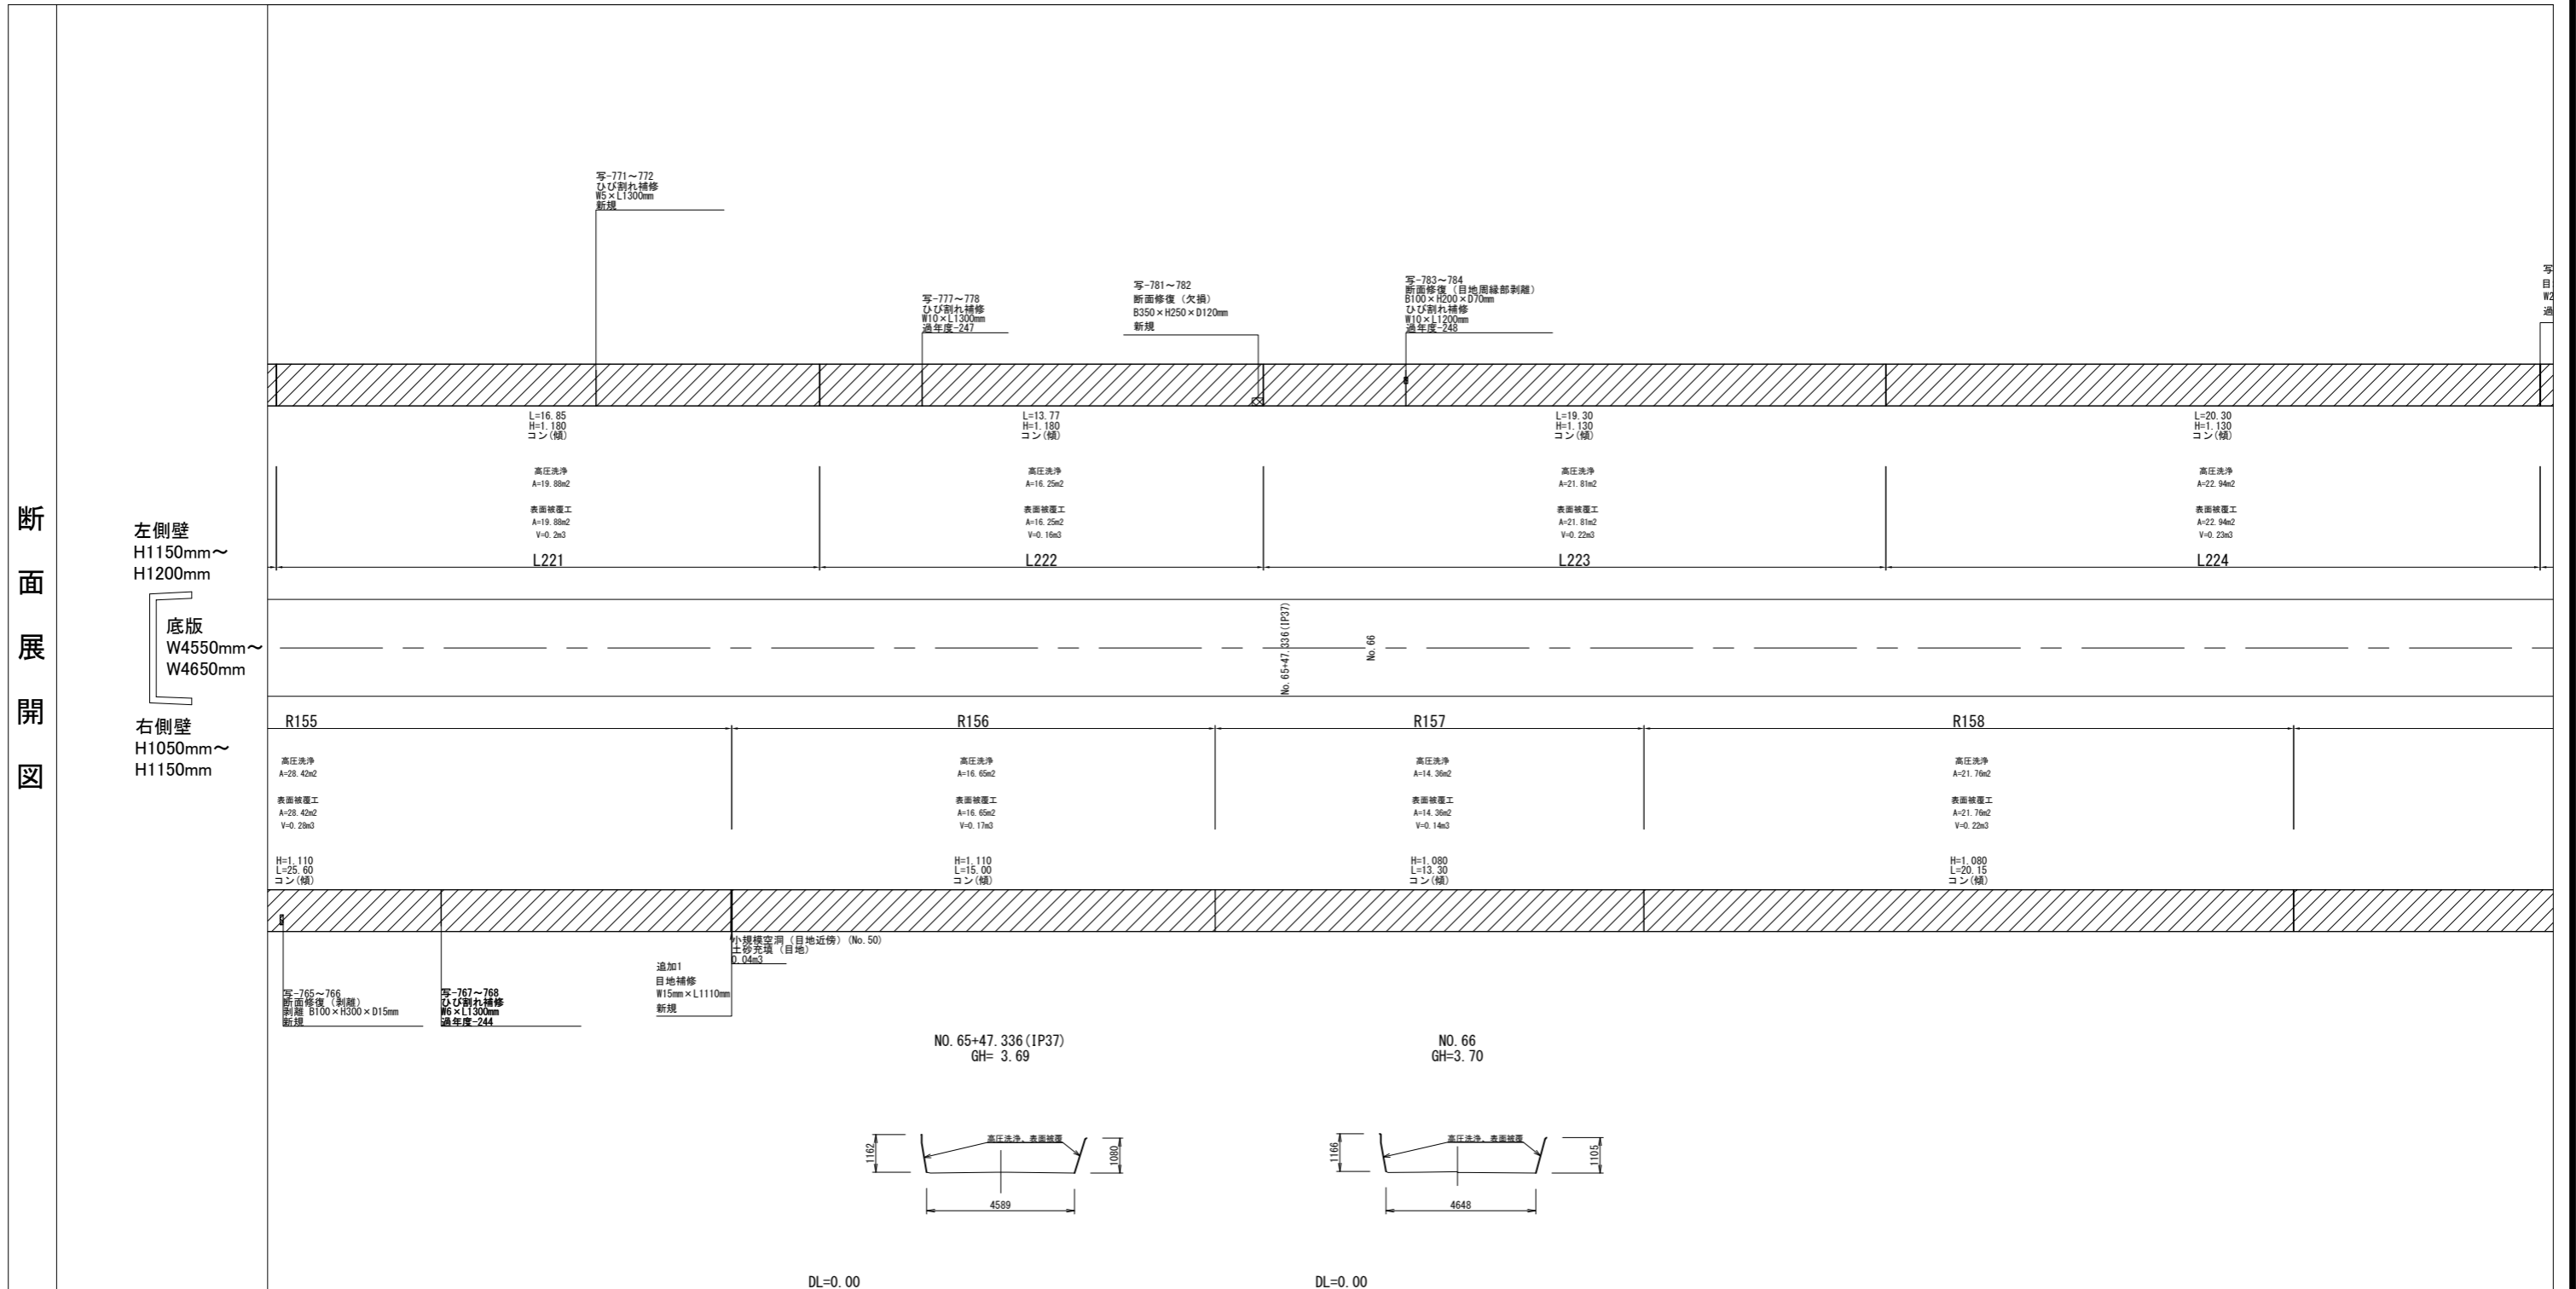 断面展開図
左側壁
H1150mm～
H1200mm
底版
W4550mm～
W4650mm
右側壁
H1050mm～
H1150mm
写-771～772
ひび割れ補修
W5×L1300mm
新規
写-777～778
ひび割れ補修
W10×L1300mm
過年度-247
写-781～782
断面修復（欠損）
B350×H250×D120mm
新規
写-783～784
断面修復（目地周縁部剥離）
B100×H200×D70mm
ひび割れ補修
W10×L1200mm
過年度-248
写
目
W2
過
L=16.85
H=1.180
コン(傾)
L=13.77
H=1.180
コン(傾)
L=19.30
H=1.130
コン(傾)
L=20.30
H=1.130
コン(傾)
高圧洗浄
A=19.88m2
表面被覆工
A=19.88m2
V=0.2m3
L221
高圧洗浄
A=16.25m2
表面被覆工
A=16.25m2
V=0.16m3
L222
高圧洗浄
A=21.81m2
表面被覆工
A=21.81m2
V=0.22m3
L223
高圧洗浄
A=22.94m2
表面被覆工
A=22.94m2
V=0.23m3
L224
No.65+47.336(IP37)
No.66
R155
高圧洗浄
A=28.42m2
表面被覆工
A=28.42m2
V=0.28m3
H=1.110
L=25.60
コン(傾)
R156
高圧洗浄
A=16.65m2
表面被覆工
A=16.65m2
V=0.17m3
H=1.110
L=15.00
コン(傾)
R157
高圧洗浄
A=14.36m2
表面被覆工
A=14.36m2
V=0.14m3
H=1.080
L=13.30
コン(傾)
R158
高圧洗浄
A=21.76m2
表面被覆工
A=21.76m2
V=0.22m3
H=1.080
L=20.15
コン(傾)
写-765～766
断面修復（剥離）
剥離 B100×H300×D15mm
新規
写-767～768
ひび割れ補修
W6×L1300mm
過年度-244
小規模空洞（目地近傍）(No.50)
土砂充填（目地）
0.04m3
追加1
目地補修
W15mm×L1110mm
新規
NO.65+47.336(IP37)
GH= 3.69
1162
高圧洗浄、表面被覆
1080
4589
DL=0.00
NO.66
GH=3.70
1166
高圧洗浄、表面被覆
1105
4648
DL=0.00